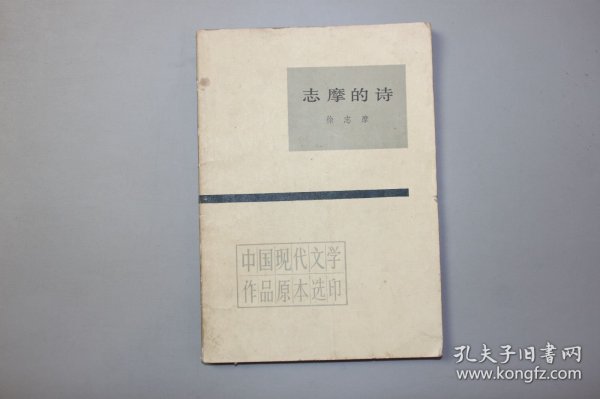 志摩的诗
徐志摩
中国现代文学
作品原本选印
孔夫子旧书网
www.kongfz.com